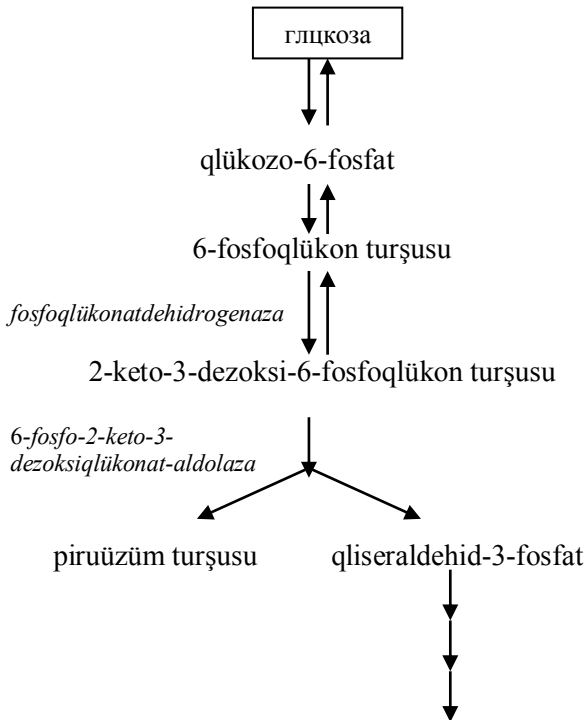 глцкоза
qlükozo-6-fosfat
6-fosfoqlükon turşusu
fosfoqlükonatdehidrogenaza
2-keto-3-dezoksi-6-fosfoqlükon turşusu
6-fosfo-2-keto-3-
dezoksiqlükonat-aldolaza
piruüzüm turşusu
qliseraldehid-3-fosfat